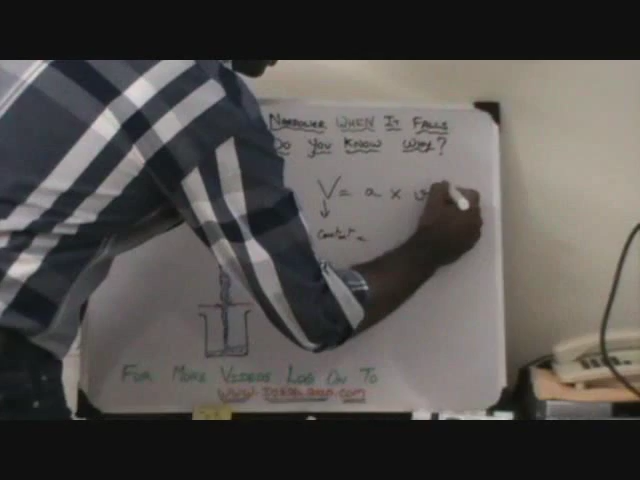 Narrower When It Falls
Do You Know Why?
V = a x v
Constant =
For More Videos Log On To